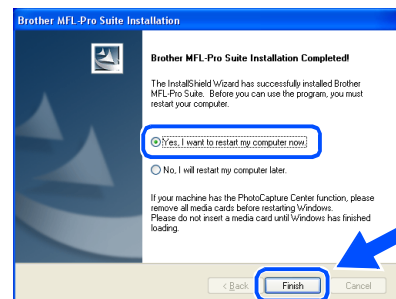 Brother MFL-Pro Suite Installation
Brother MFL-Pro Suite Installation Completed!
The InstallShield Wizard has successfully installed Brother
MFL-Pro Suite. Before you can use the program, you must
restart your computer.
Yes, I want to restart my computer now.
No, I will restart my computer later.
If your machine has the PhotoCapture Center function, please
remove all media cards before restarting Windows.
Please do not insert a media card until Windows has finished
loading.
< Back Finish Cancel